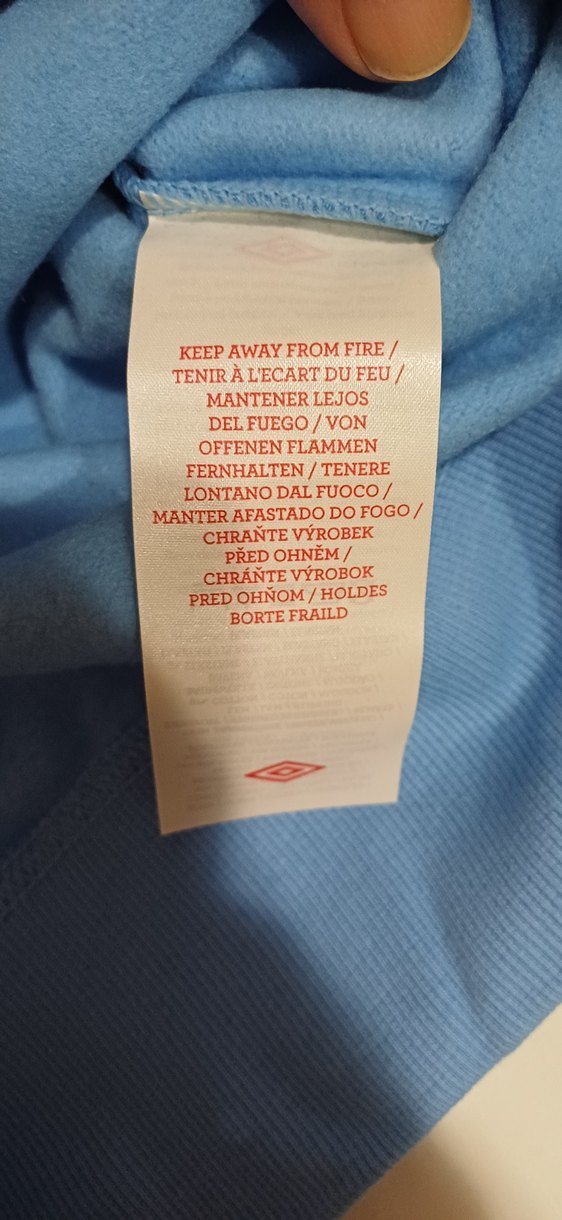 KEEP AWAY FROM FIRE /
TENIR À L'ECART DU FEU /
MANTENER LEJOS
DEL FUEGO / VON
OFFENEN FLAMMEN
FERNHALTEN / TENERE
LONTANO DAL FUOCO /
MANTER AFASTADO DO FOGO /
CHRAŇTE VÝROBEK
PŘED OHNĚM /
CHRÁŇTE VÝROBOK
PRED OHŇOM / HOLDES
BORTE FRAILD